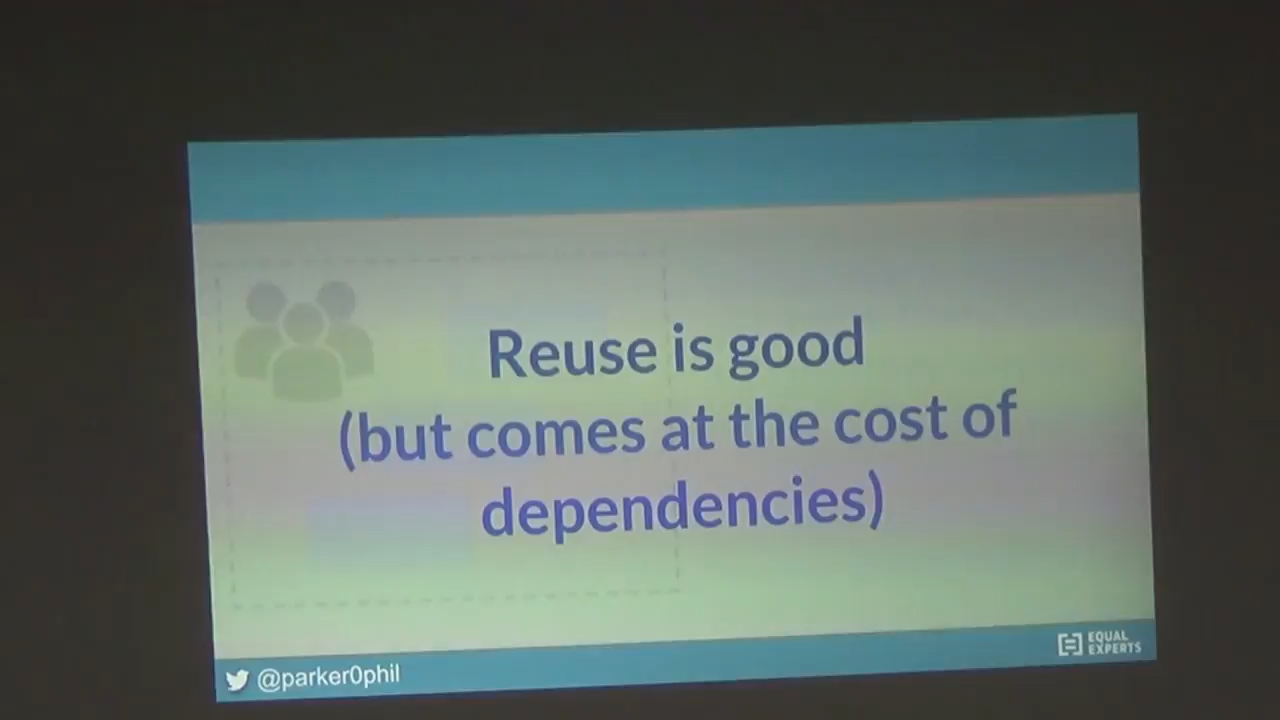 Reuse is good
(but comes at the cost of
dependencies)
@parker0phil
EQUAL
EXPERTS